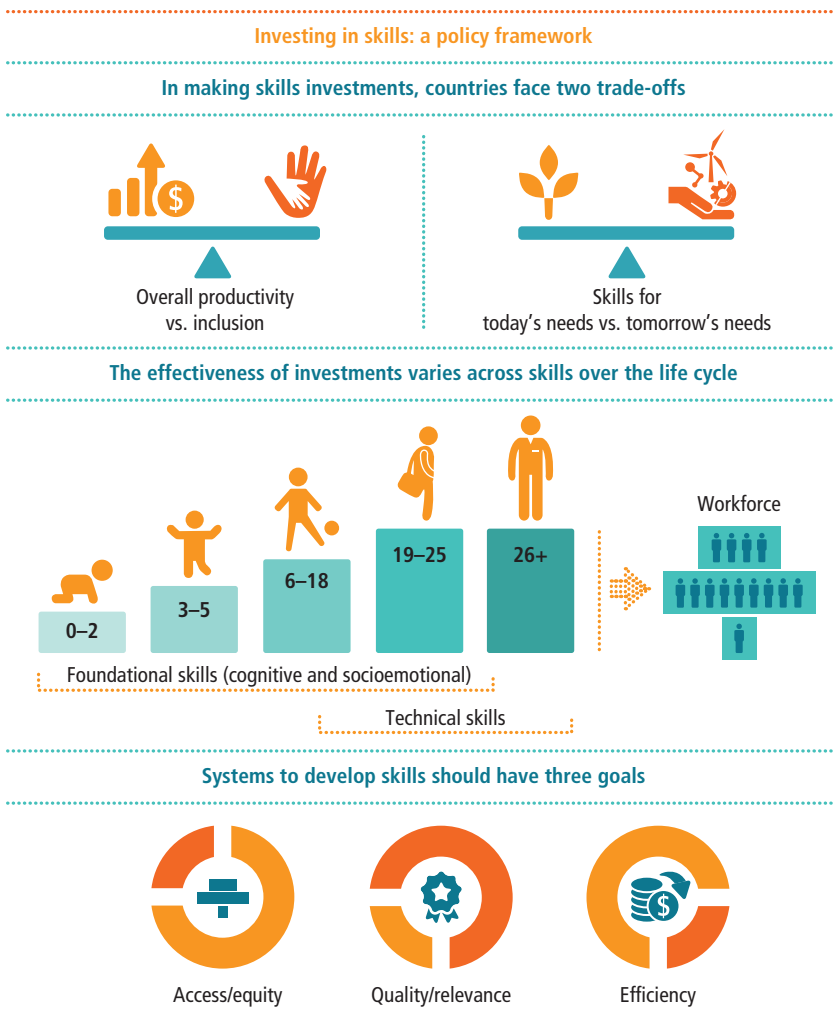 Investing in skills: a policy framework
In making skills investments, countries face two trade-offs
$
Overall productivity
vs. inclusion
Skills for
today's needs vs. tomorrow's needs
The effectiveness of investments varies across skills over the life cycle
0–2
3–5
6–18
19–25
26+
Workforce
Foundational skills (cognitive and socioemotional)
Technical skills
Systems to develop skills should have three goals
$
Access/equity
Quality/relevance
Efficiency